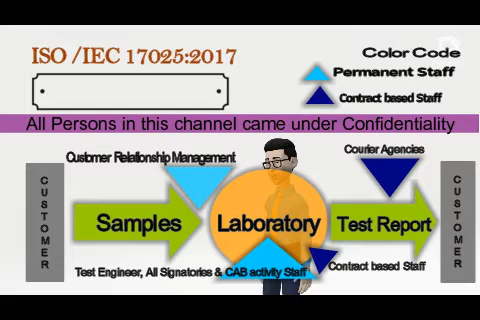 ISO /IEC 17025:2017
Color Code
Permanent Staff
Contract based Staff
All Persons in this channel came under Confidentiality
Customer Relationship Management
Courier Agencies
CUSTOMER
Samples
Laboratory
Test Report
CUSTOMER
Test Engineer, All Signatories & CAB activity Staff
Contract based Staff